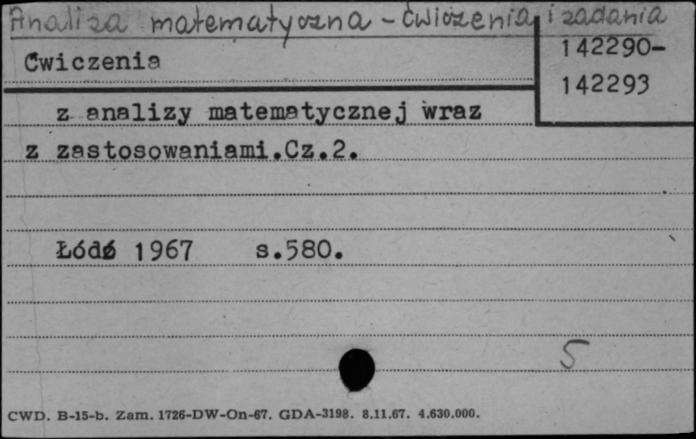 Analiza matematyczna - ćwiczenia i zadania
Cwiczenia
142290-
142293
z analizy matematycznej wraz
z zastosowaniami.Cz.2.
Łódź 1967 s.580.
5
CWD. B-15-b. Zam. 1726-DW-On-67. GDA-3198. 8.11.67. 4.630.000.